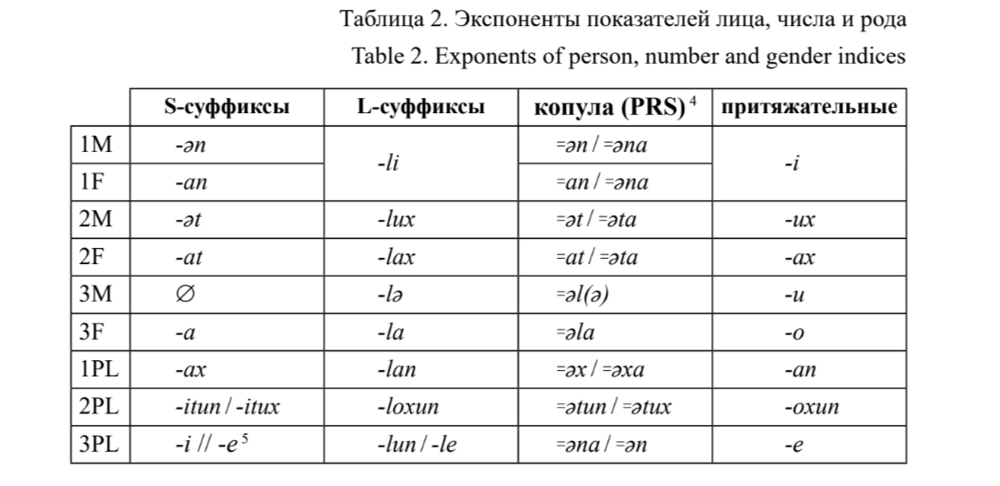 Таблица 2. Экспоненты показателей лица, числа и рода
Table 2. Exponents of person, number and gender indices
S-суффиксы L-суффиксы копула (PRS) 4 притяжательные
1M -ən -li =ən / =əna -i
1F -an =an / =əna
2M -ət -lux =ət / =əta -ux
2F -at -lax =at / =əta -ax
3M ∅ -lə =əl(ə) -u
3F -a -la =əla -o
1PL -ax -lan =əx / =əxa -an
2PL -itun / -itux -loxun =ətun / =ətux -oxun
3PL -i // -e 5 -lun / -le =əna / =ən -e